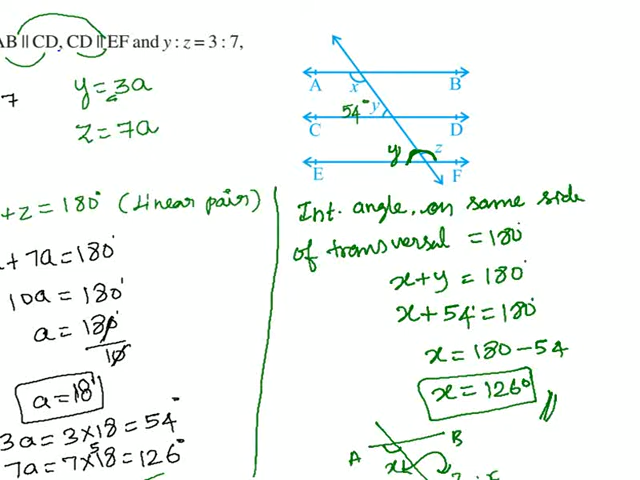 AB || CD, CD || EF and y : z = 3 : 7,
7
y = 3a
z = 7a
+ z = 180° (Linear pair)
+ 7a = 180°
10a = 180°
a = 180°
10
a = 18°
3a = 3×18 = 54°
7a = 7×18 = 126°
A x B
54° y
C D
y z
E F
Int. angle on same side
of transversal = 180°
x + y = 180°
x + 54° = 180°
x = 180 - 54
x = 126°
A B
x